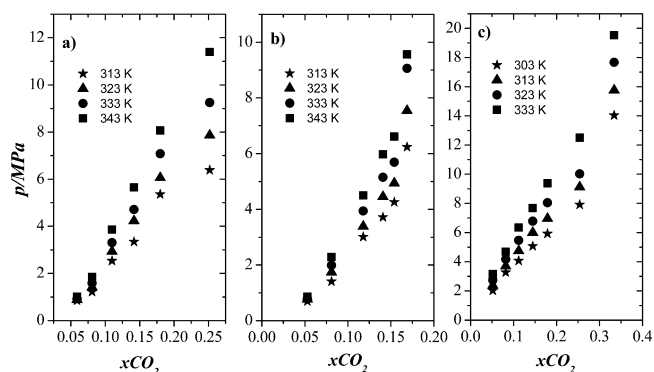 a)
★ 313 K
▲ 323 K
● 333 K
■ 343 K
p/MPa
12
10
8
6
4
2
0
0.05 0.10 0.15 0.20 0.25
xCO₂
b)
★ 313 K
▲ 323 K
● 333 K
■ 343 K
10
8
6
4
2
0
0.00 0.05 0.10 0.15 0.20
xCO₂
c)
★ 303 K
▲ 313 K
● 323 K
■ 333 K
20
18
16
14
12
10
8
6
4
2
0
0.0 0.1 0.2 0.3 0.4
xCO₂